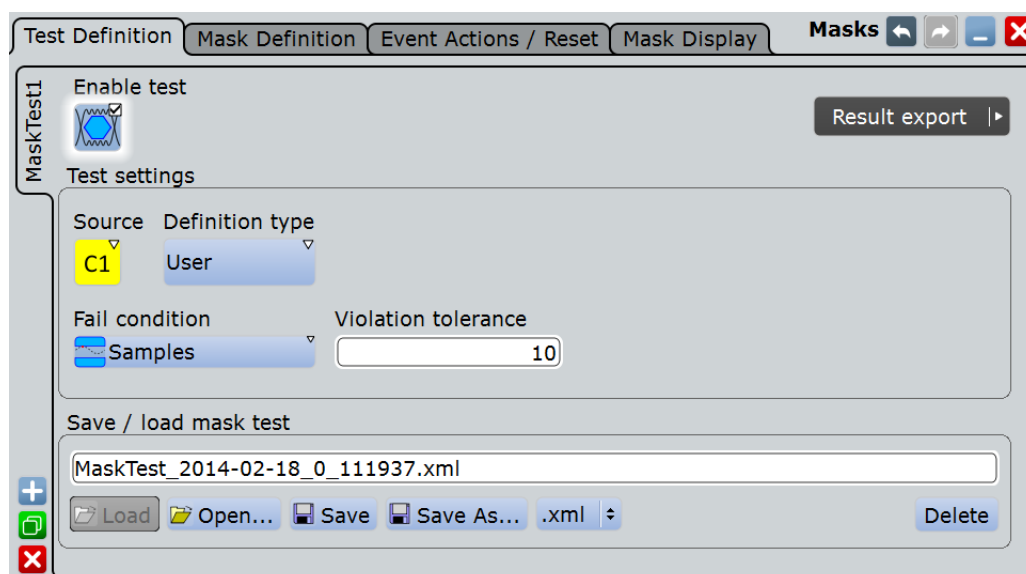 Test Definition Mask Definition Event Actions / Reset Mask Display Masks
MaskTest1
Enable test
Result export
Test settings
Source Definition type
C1 User
Fail condition Violation tolerance
Samples 10
Save / load mask test
MaskTest_2014-02-18_0_111937.xml
Load Open... Save Save As... .xml Delete